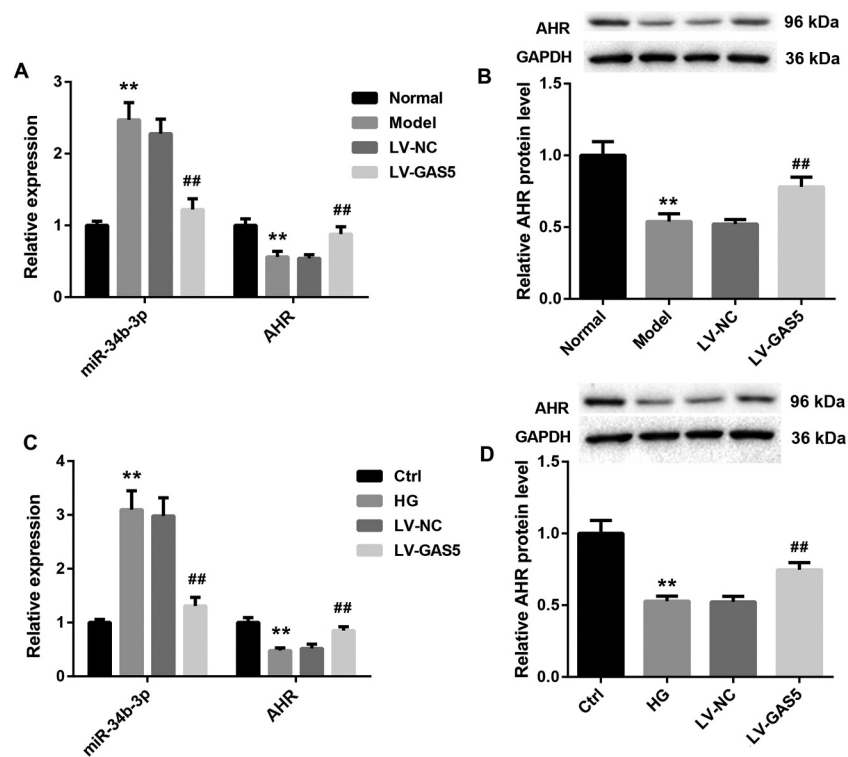 A
Relative expression
3
2
1
0
**
##
**
##
miR-34b-3p
AHR
Normal
Model
LV-NC
LV-GAS5
B
AHR
96 kDa
GAPDH
36 kDa
Relative AHR protein level
1.5
1.0
0.5
0.0
**
##
Normal
Model
LV-NC
LV-GAS5
C
Relative expression
4
3
2
1
0
**
##
**
##
miR-34b-3p
AHR
Ctrl
HG
LV-NC
LV-GAS5
D
AHR
96 kDa
GAPDH
36 kDa
Relative AHR protein level
1.5
1.0
0.5
0.0
**
##
Ctrl
HG
LV-NC
LV-GAS5